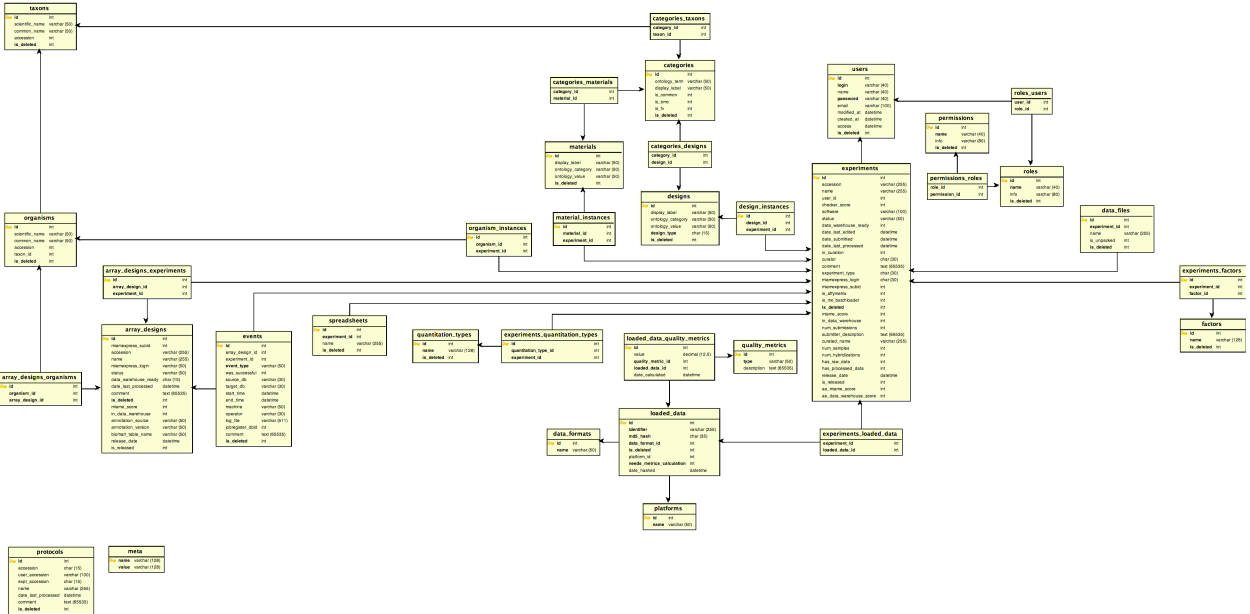 taxons
id int
scientific_name varchar (50)
common_name varchar (50)
accession int
is_deleted int
categories_taxons
category_id int
taxon_id int
categories
id int
ontology_term varchar (50)
display_label varchar (50)
is_common int
is_bmo int
is_fv int
is_deleted int
categories_materials
category_id int
material_id int
users
id int
login varchar (40)
name varchar (40)
password varchar (40)
email varchar (100)
modified_at datetime
created_at datetime
access datetime
is_deleted int
roles_users
user_id int
role_id int
permissions
id int
name varchar (40)
info varchar (80)
is_deleted int
permissions_roles
role_id int
permission_id int
roles
id int
name varchar (40)
info varchar (80)
is_deleted int
materials
id int
display_label varchar (50)
ontology_category varchar (50)
ontology_value varchar (50)
is_deleted int
categories_designs
category_id int
design_id int
designs
id int
display_label varchar (50)
ontology_category varchar (50)
ontology_value varchar (50)
design_type char (15)
is_deleted int
design_instances
id int
design_id int
experiment_id int
material_instances
id int
material_id int
experiment_id int
organism_instances
id int
organism_id int
experiment_id int
organisms
id int
scientific_name varchar (50)
common_name varchar (50)
accession int
taxon_id int
is_deleted int
experiments
id int
accession varchar (255)
name varchar (255)
user_id int
checker_score int
software varchar (100)
status varchar (50)
data_warehouse_ready int
date_last_edited datetime
date_submitted datetime
date_last_processed datetime
in_curation int
curator char (30)
comment text (65535)
experiment_type char (30)
miamexpress_login char (30)
miamexpress_subid int
is_affymetrix int
is_mx_batchloader int
is_deleted int
miame_score int
in_data_warehouse int
num_submissions int
submitter_description text (65535)
curated_name varchar (255)
num_samples int
num_hybridizations int
has_raw_data int
has_processed_data int
release_date datetime
is_released int
ae_miame_score int
ae_data_warehouse_score int
data_files
id int
experiment_id int
name varchar (255)
is_unpacked int
is_deleted int
experiments_factors
id int
experiment_id int
factor_id int
factors
id int
name varchar (128)
is_deleted int
array_designs_experiments
id int
array_design_id int
experiment_id int
array_designs
id int
miamexpress_subid int
accession varchar (255)
name varchar (255)
miamexpress_login varchar (50)
status varchar (50)
data_warehouse_ready char (15)
date_last_processed datetime
comment text (65535)
is_deleted int
miame_score int
in_data_warehouse int
annotation_source varchar (50)
annotation_version varchar (50)
biomart_table_name varchar (50)
release_date datetime
is_released int
array_designs_organisms
organism_id int
array_design_id int
events
id int
array_design_id int
experiment_id int
event_type varchar (50)
was_successful int
source_db varchar (30)
target_db varchar (30)
start_time datetime
end_time datetime
machine varchar (50)
operator varchar (30)
log_file varchar (511)
jobregister_dbid int
comment text (65535)
is_deleted int
spreadsheets
id int
experiment_id int
name varchar (255)
is_deleted int
quantitation_types
id int
name varchar (128)
is_deleted int
experiments_quantitation_types
id int
quantitation_type_id int
experiment_id int
loaded_data_quality_metrics
id int
value decimal (12,5)
quality_metric_id int
loaded_data_id int
date_calculated datetime
quality_metrics
id int
type varchar (50)
description text (65535)
loaded_data
id int
identifier varchar (255)
md5_hash char (35)
data_format_id int
is_deleted int
platform_id int
needs_metrics_calculation int
date_hashed datetime
data_formats
id int
name varchar (50)
experiments_loaded_data
experiment_id int
loaded_data_id int
platforms
id int
name varchar (50)
protocols
id int
accession char (15)
user_accession varchar (100)
expt_accession char (15)
name varchar (255)
date_last_processed datetime
comment text (65535)
is_deleted int
meta
name varchar (128)
value varchar (128)